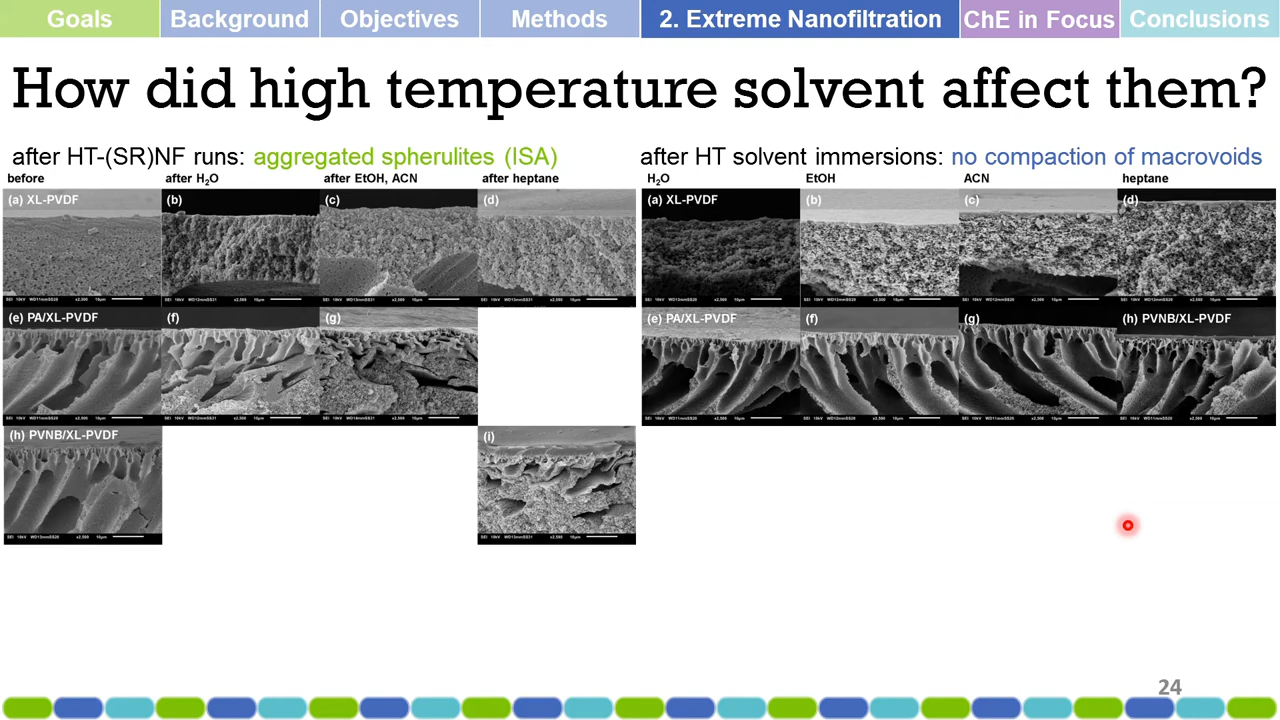 Goals Background Objectives Methods 2. Extreme Nanofiltration ChE in Focus Conclusions
How did high temperature solvent affect them?
after HT-(SR)NF runs: aggregated spherulites (ISA)
before after H₂O after EtOH, ACN after heptane
(a) XL-PVDF (b) (c) (d)
(e) PA/XL-PVDF (f) (g)
(h) PVNB/XL-PVDF (i)
after HT solvent immersions: no compaction of macrovoids
H₂O EtOH ACN heptane
(a) XL-PVDF (b) (c) (d)
(e) PA/XL-PVDF (f) (g) (h) PVNB/XL-PVDF
24